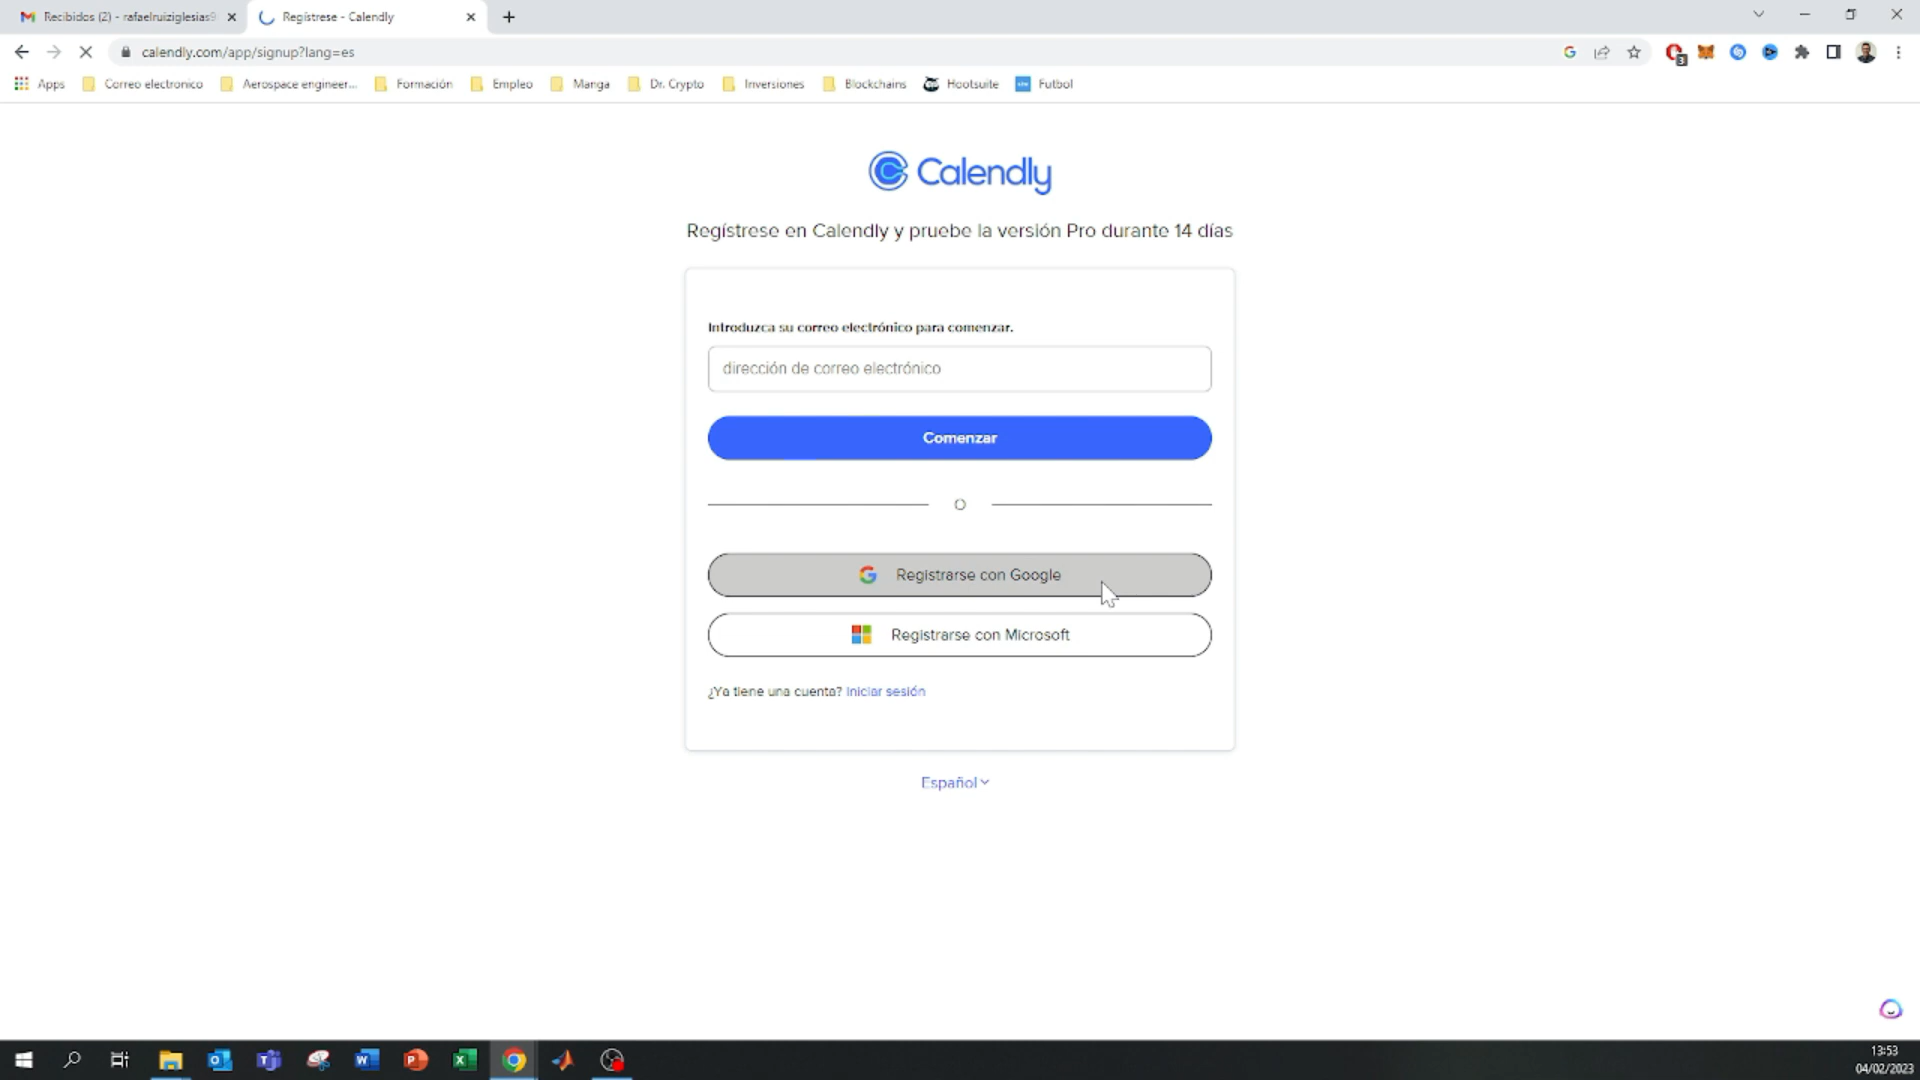 Recibidos (2) - rafaelruiziglesias9
Regístrese - Calendly
calendly.com/app/signup?lang=es
3
Apps
Correo electronico
Aerospace engineer...
Formación
Empleo
Manga
Dr. Crypto
Inversiones
Blockchains
Hootsuite
Futbol
Calendly
Regístrese en Calendly y pruebe la versión Pro durante 14 días
Introduzca su correo electrónico para comenzar.
dirección de correo electrónico
Comenzar
O
Registrarse con Google
Registrarse con Microsoft
¿Ya tiene una cuenta? Iniciar sesión
Español
13:53
04/02/2023